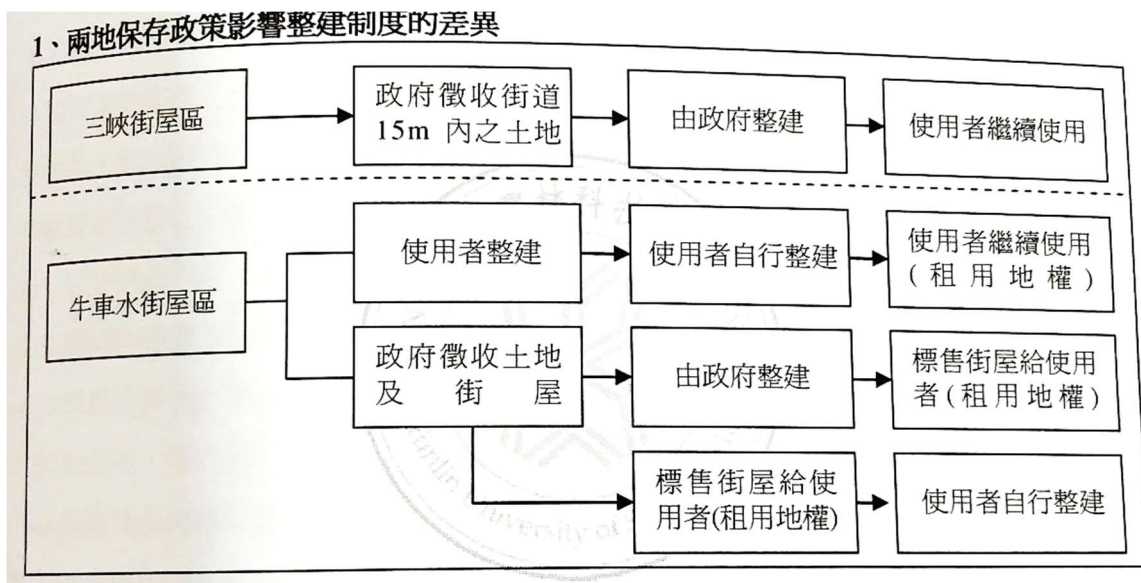 1、兩地保存政策影響整建制度的差異
三峽街屋區
政府徵收街道
15m 內之土地
由政府整建
使用者繼續使用
牛車水街屋區
使用者整建
使用者自行整建
使用者繼續使用
(租用地權)
政府徵收土地
及街屋
由政府整建
標售街屋給使用
者(租用地權)
標售街屋給使
用者(租用地權)
使用者自行整建